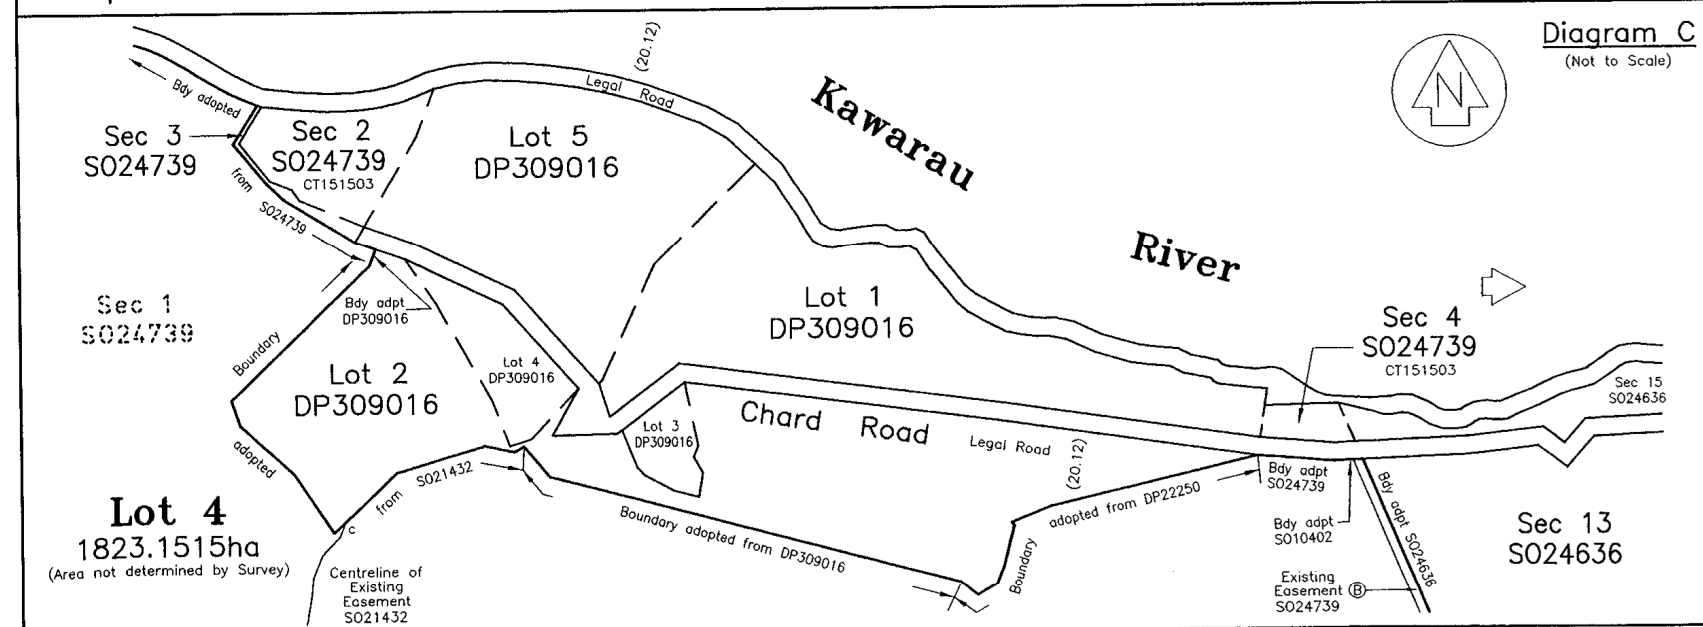 Diagram C
(Not to Scale)
N
(20.12)
Legal Road
Kawarau
River
Bdy adopted
from
SO24739
Sec 3
SO24739
Sec 2
SO24739
CT151503
Lot 5
DP309016
Sec 1
SO24739
Bdy adpt
DP309016
Lot 1
DP309016
Sec 4
SO24739
CT151503
Sec 15
SO24636
Boundary
adopted
from
SO21432
Lot 2
DP309016
Lot 4
DP309016
Lot 3
DP309016
Chard Road
Legal Road
(20.12)
Boundary
adopted from DP22250
Bdy adpt
SO24739
Bdy adpt
SO10402
Bdy adpt SO24636
Sec 13
SO24636
Lot 4
1823.1515ha
(Area not determined by Survey)
c
Centreline of
Existing
Easement
SO21432
Boundary adopted from DP309016
Existing
Easement B
SO24739